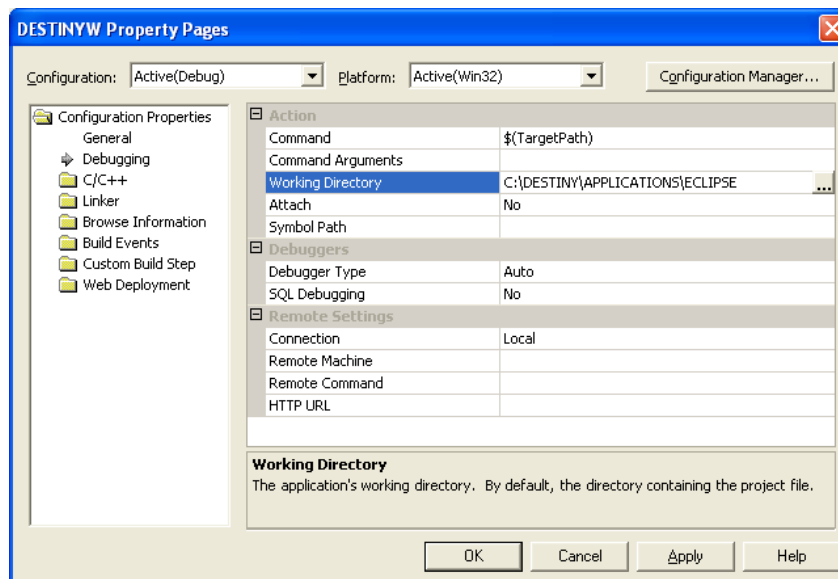 DESTINYW Property Pages
Configuration: Active(Debug) Platform: Active(Win32) Configuration Manager...
Configuration Properties
General
Debugging
C/C++
Linker
Browse Information
Build Events
Custom Build Step
Web Deployment
Action
Command $(TargetPath)
Command Arguments
Working Directory C:\DESTINY\APPLICATIONS\ECLIPSE ...
Attach No
Symbol Path
Debuggers
Debugger Type Auto
SQL Debugging No
Remote Settings
Connection Local
Remote Machine
Remote Command
HTTP URL
Working Directory
The application's working directory. By default, the directory containing the project file.
OK Cancel Apply Help